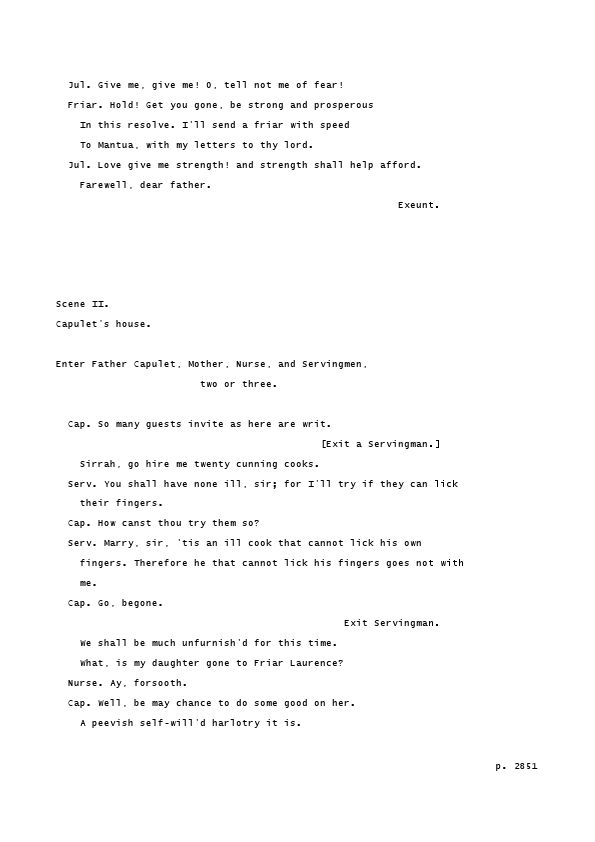 Jul. Give me, give me! O, tell not me of fear!
Friar. Hold! Get you gone, be strong and prosperous
In this resolve. I'll send a friar with speed
To Mantua, with my letters to thy lord.
Jul. Love give me strength! and strength shall help afford.
Farewell, dear father.
Exeunt.
Scene II.
Capulet's house.
Enter Father Capulet, Mother, Nurse, and Servingmen,
two or three.
Cap. So many guests invite as here are writ.
[Exit a Servingman.]
Sirrah, go hire me twenty cunning cooks.
Serv. You shall have none ill, sir; for I'll try if they can lick
their fingers.
Cap. How canst thou try them so?
Serv. Marry, sir, 'tis an ill cook that cannot lick his own
fingers. Therefore he that cannot lick his fingers goes not with
me.
Cap. Go, begone.
Exit Servingman.
We shall be much unfurnish'd for this time.
What, is my daughter gone to Friar Laurence?
Nurse. Ay, forsooth.
Cap. Well, be may chance to do some good on her.
A peevish self-will'd harlotry it is.
p. 2851